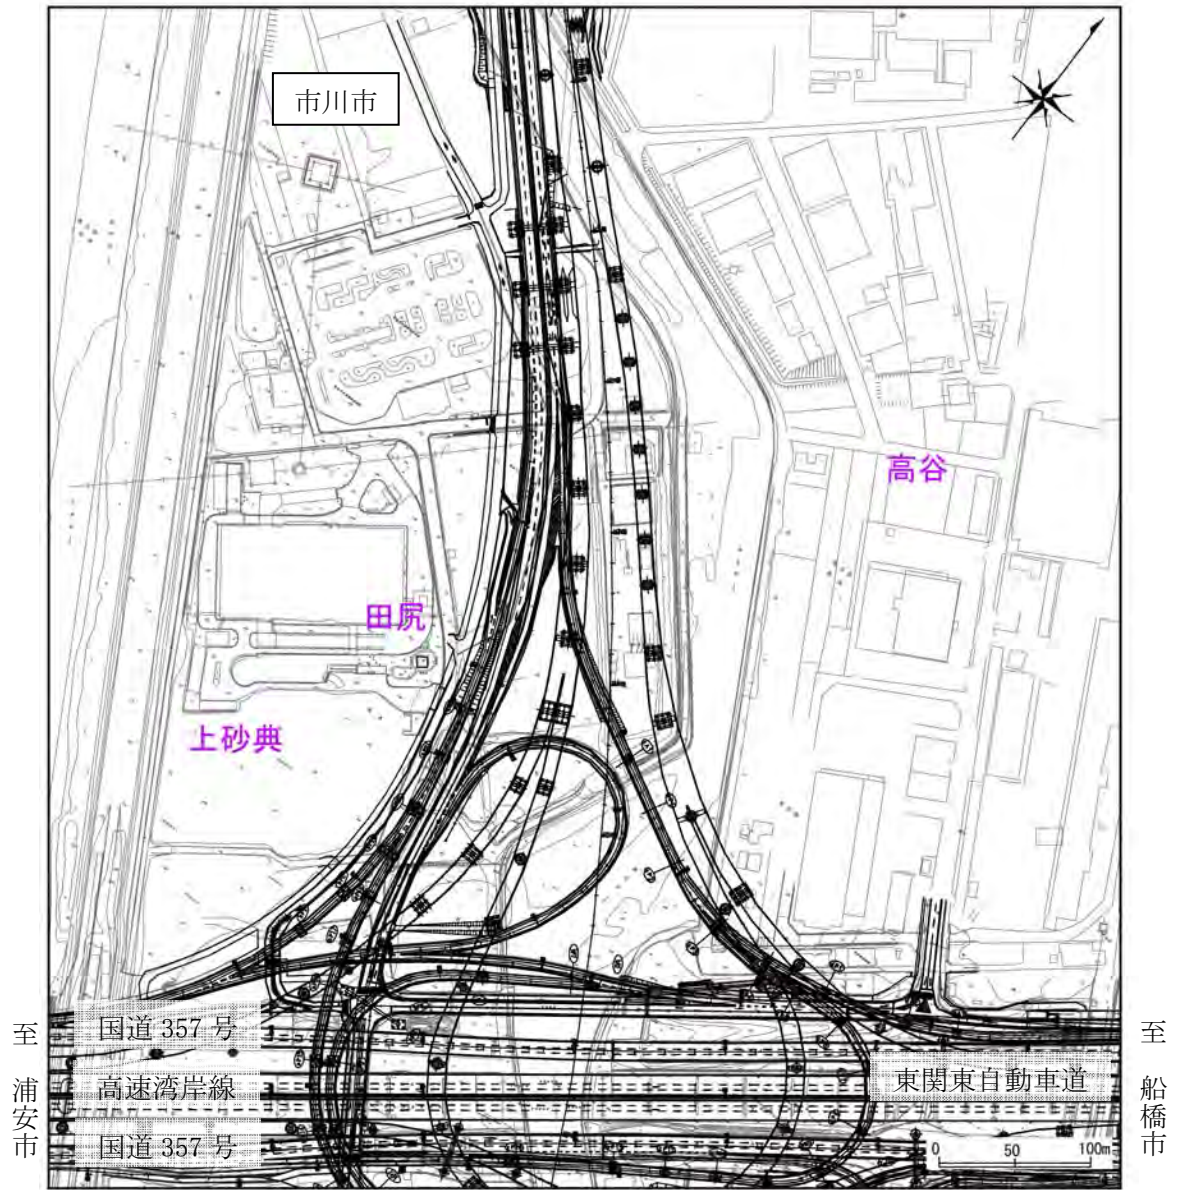 市川市
高谷
田尻
上砂典
国道 357 号
高速湾岸線
国道 357 号
東関東自動車道
至 浦安市
至 船橋市
0 50 100m